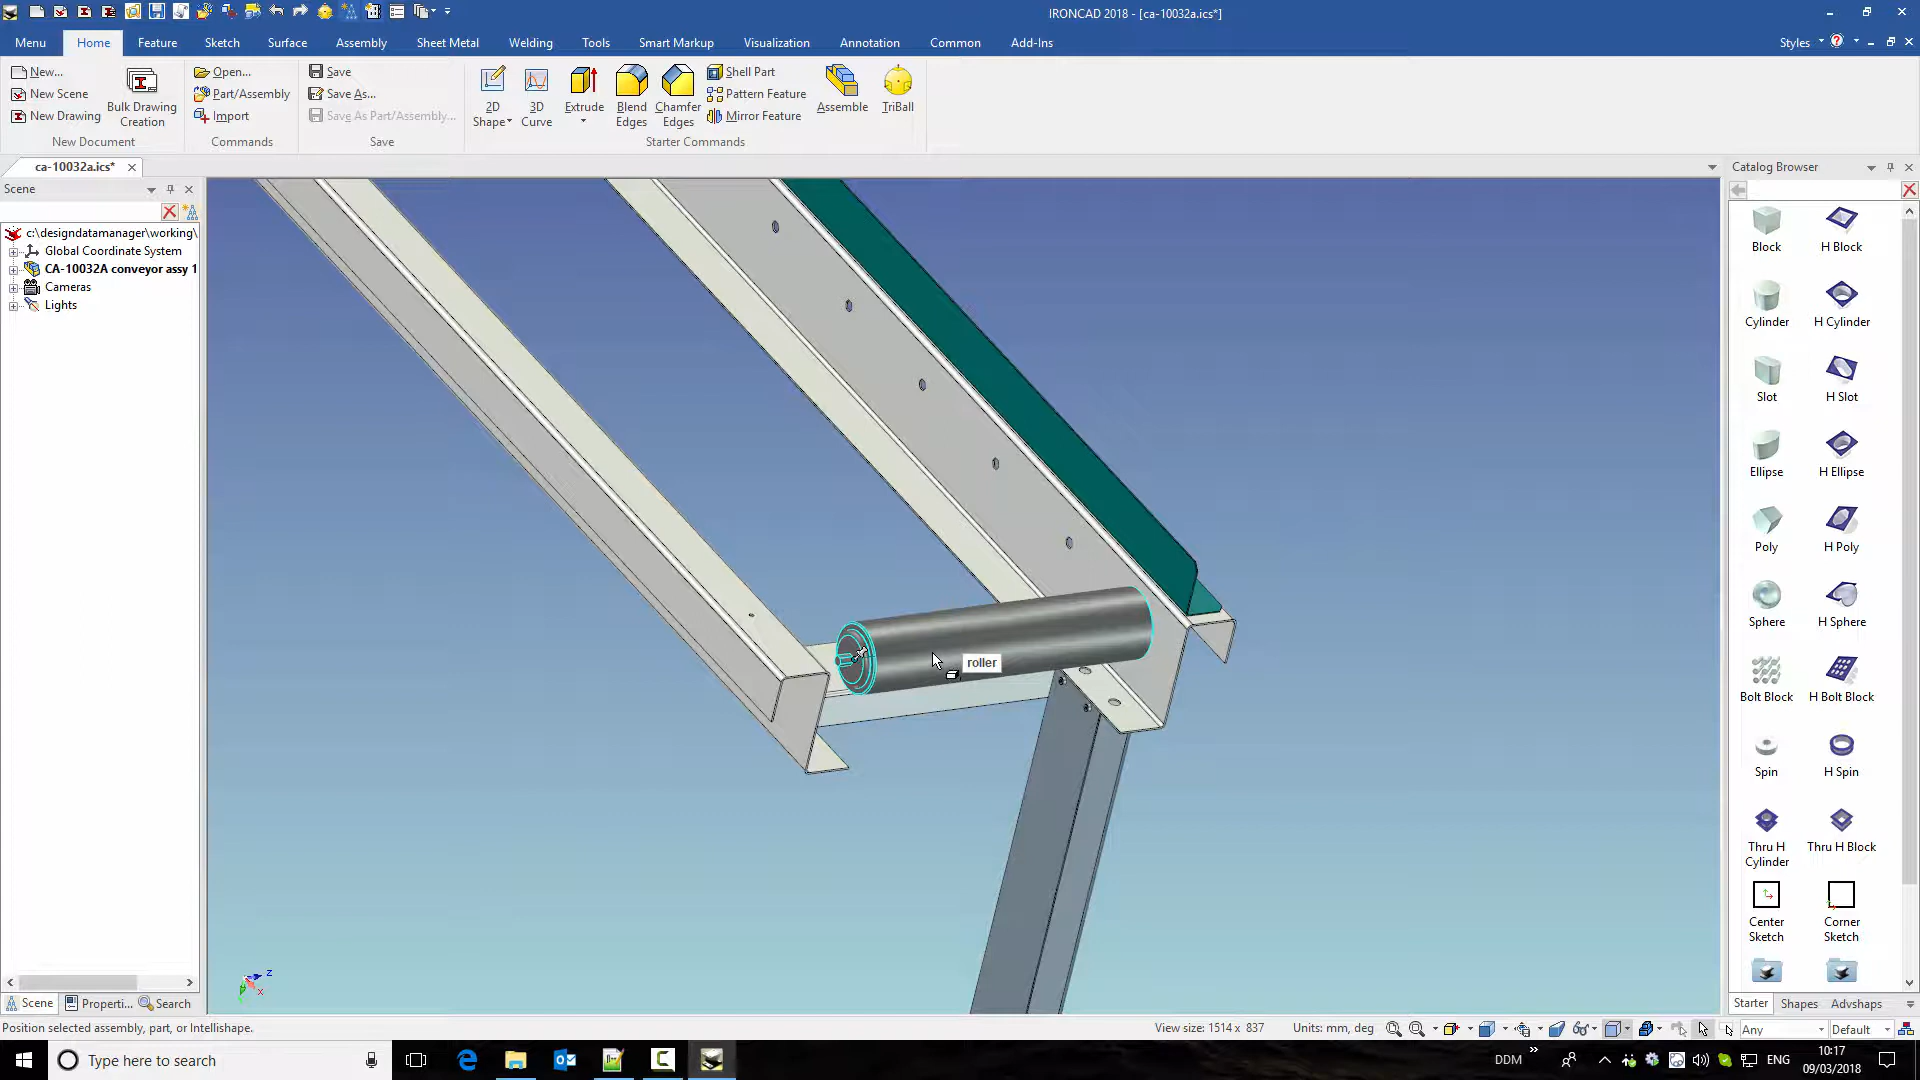 IRONCAD 2018 - [ca-10032a.ics*]
Menu Home Feature Sketch Surface Assembly Sheet Metal Welding Tools Smart Markup Visualization Annotation Common Add-Ins Styles
New... Open... Save Shell Part
New Scene Part/Assembly Save As... Pattern Feature
New Drawing Import Save As Part/Assembly... Mirror Feature
Bulk Drawing Creation
2D Shape
3D Curve
Extrude
Blend Edges
Chamfer Edges
Assemble
TriBall
New Document Commands Save Starter Commands
ca-10032a.ics*
Catalog Browser
Scene
c:\designdatamanager\working\
Global Coordinate System
CA-10032A conveyor assy 1
Cameras
Lights
roller
z
x
Block H Block
Cylinder H Cylinder
Slot H Slot
Ellipse H Ellipse
Poly H Poly
Sphere H Sphere
Bolt Block H Bolt Block
Spin H Spin
Thru H Cylinder Thru H Block
Center Sketch Corner Sketch
Scene Properti... Search
Starter Shapes Advshaps
Position selected assembly, part, or Intellishape.
View size: 1514 x 837 Units: mm, deg Any Default
Type here to search
DDM ENG
10:17
09/03/2018